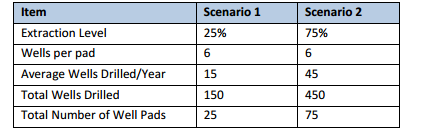 Item Scenario 1 Scenario 2
Extraction Level 25% 75%
Wells per pad 6 6
Average Wells Drilled/Year 15 45
Total Wells Drilled 150 450
Total Number of Well Pads 25 75